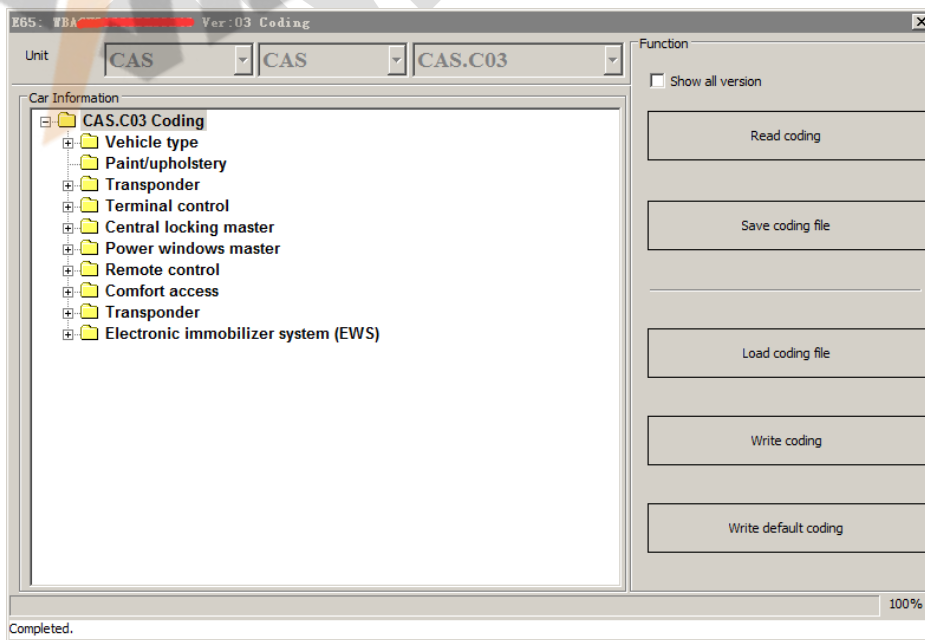 E65: WBA Ver:03 Coding
Unit
CAS
CAS
CAS.C03
Function
Show all version
Car Information
CAS.C03 Coding
Vehicle type
Paint/upholstery
Transponder
Terminal control
Central locking master
Power windows master
Remote control
Comfort access
Transponder
Electronic immobilizer system (EWS)
Read coding
Save coding file
Load coding file
Write coding
Write default coding
100%
Completed.